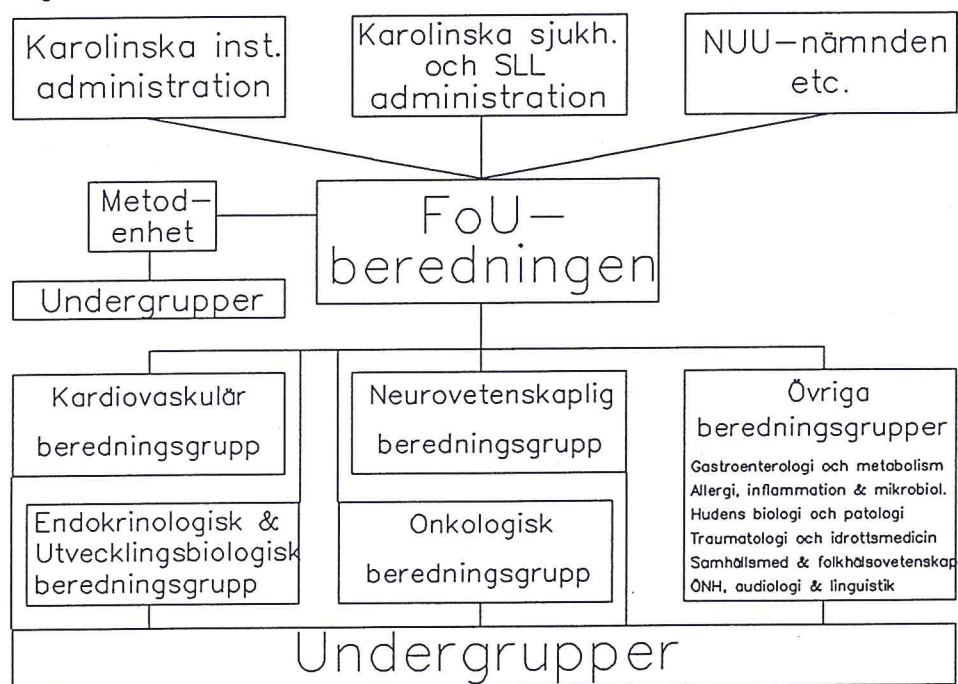 Karolinska inst.
administration
Karolinska sjukh.
och SLL
administration
NUU-nämnden
etc.
Metod-
enhet
Undergrupper
FoU-
beredningen
Kardiovaskulär
beredningsgrupp
Neurovetenskaplig
beredningsgrupp
Övriga
beredningsgrupper
Gastroenterologi och metabolism
Allergi, inflammation & mikrobiol.
Hudens biologi och patologi
Traumatologi och idrottsmedicin
Samhällsmed & folkhälsovetenskap
ÖNH, audiologi & linguistik
Endokrinologisk &
Utvecklingsbiologisk
beredningsgrupp
Onkologisk
beredningsgrupp
Undergrupper